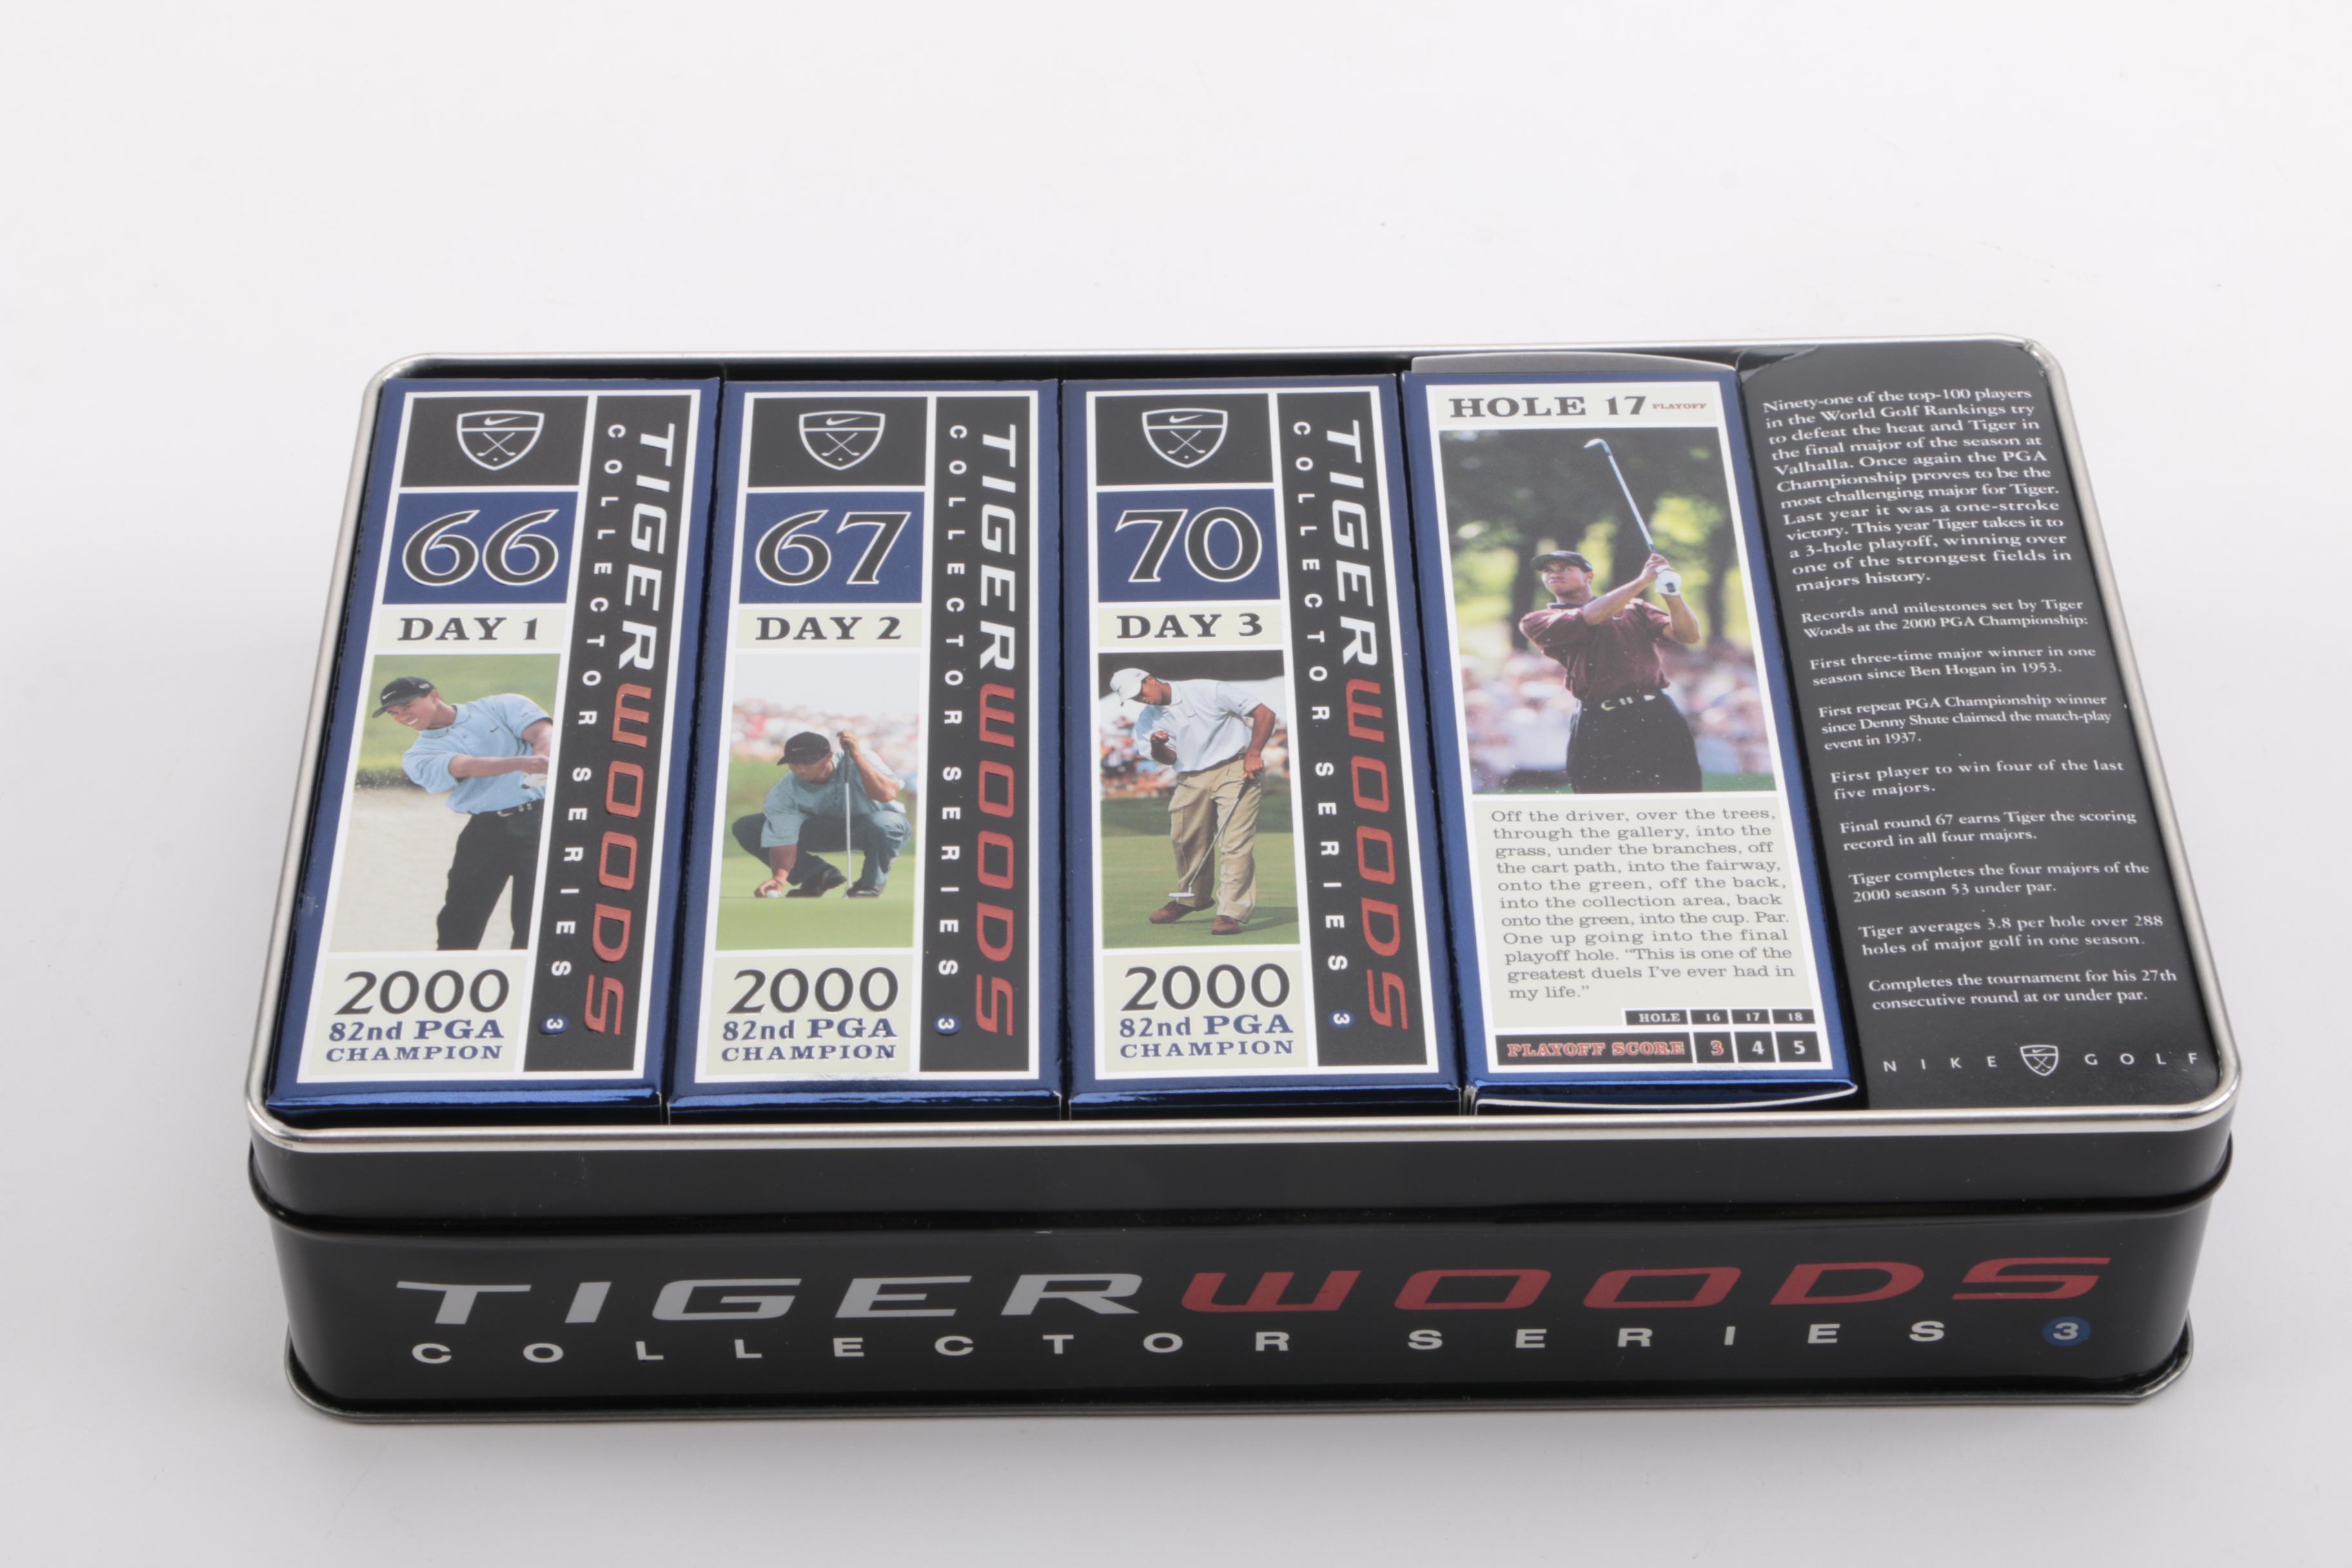 66
DAY 1
2000
82nd PGA
CHAMPION
TIGERWOODS
COLLECTOR SERIES 3
67
DAY 2
2000
82nd PGA
CHAMPION
TIGERWOODS
COLLECTOR SERIES 3
70
DAY 3
2000
82nd PGA
CHAMPION
TIGERWOODS
COLLECTOR SERIES 3
HOLE 17 PLAYOFF
Off the driver, over the trees,
through the gallery, into the
grass, under the branches, off
the cart path, into the fairway,
onto the green, off the back,
into the collection area, back
onto the green, into the cup. Par.
One up going into the final
playoff hole. “This is one of the
greatest duels I’ve ever had in
my life.”
HOLE 16 17 18
PLAYOFF SCORE 3 4 5
Ninety-one of the top-100 players
in the World Golf Rankings try
to defeat the heat and Tiger in
the final major of the season at
Valhalla. Once again the PGA
Championship proves to be the
most challenging major for Tiger.
Last year it was a one-stroke
victory. This year Tiger takes it to
a 3-hole playoff, winning over
one of the strongest fields in
majors history.
Records and milestones set by Tiger
Woods at the 2000 PGA Championship:
First three-time major winner in one
season since Ben Hogan in 1953.
First repeat PGA Championship winner
since Denny Shute claimed the match-play
event in 1937.
First player to win four of the last
five majors.
Final round 67 earns Tiger the scoring
record in all four majors.
Tiger completes the four majors of the
2000 season 53 under par.
Tiger averages 3.8 per hole over 288
holes of major golf in one season.
Completes the tournament for his 27th
consecutive round at or under par.
NIKE GOLF
TIGERWOODS
COLLECTOR SERIES 3